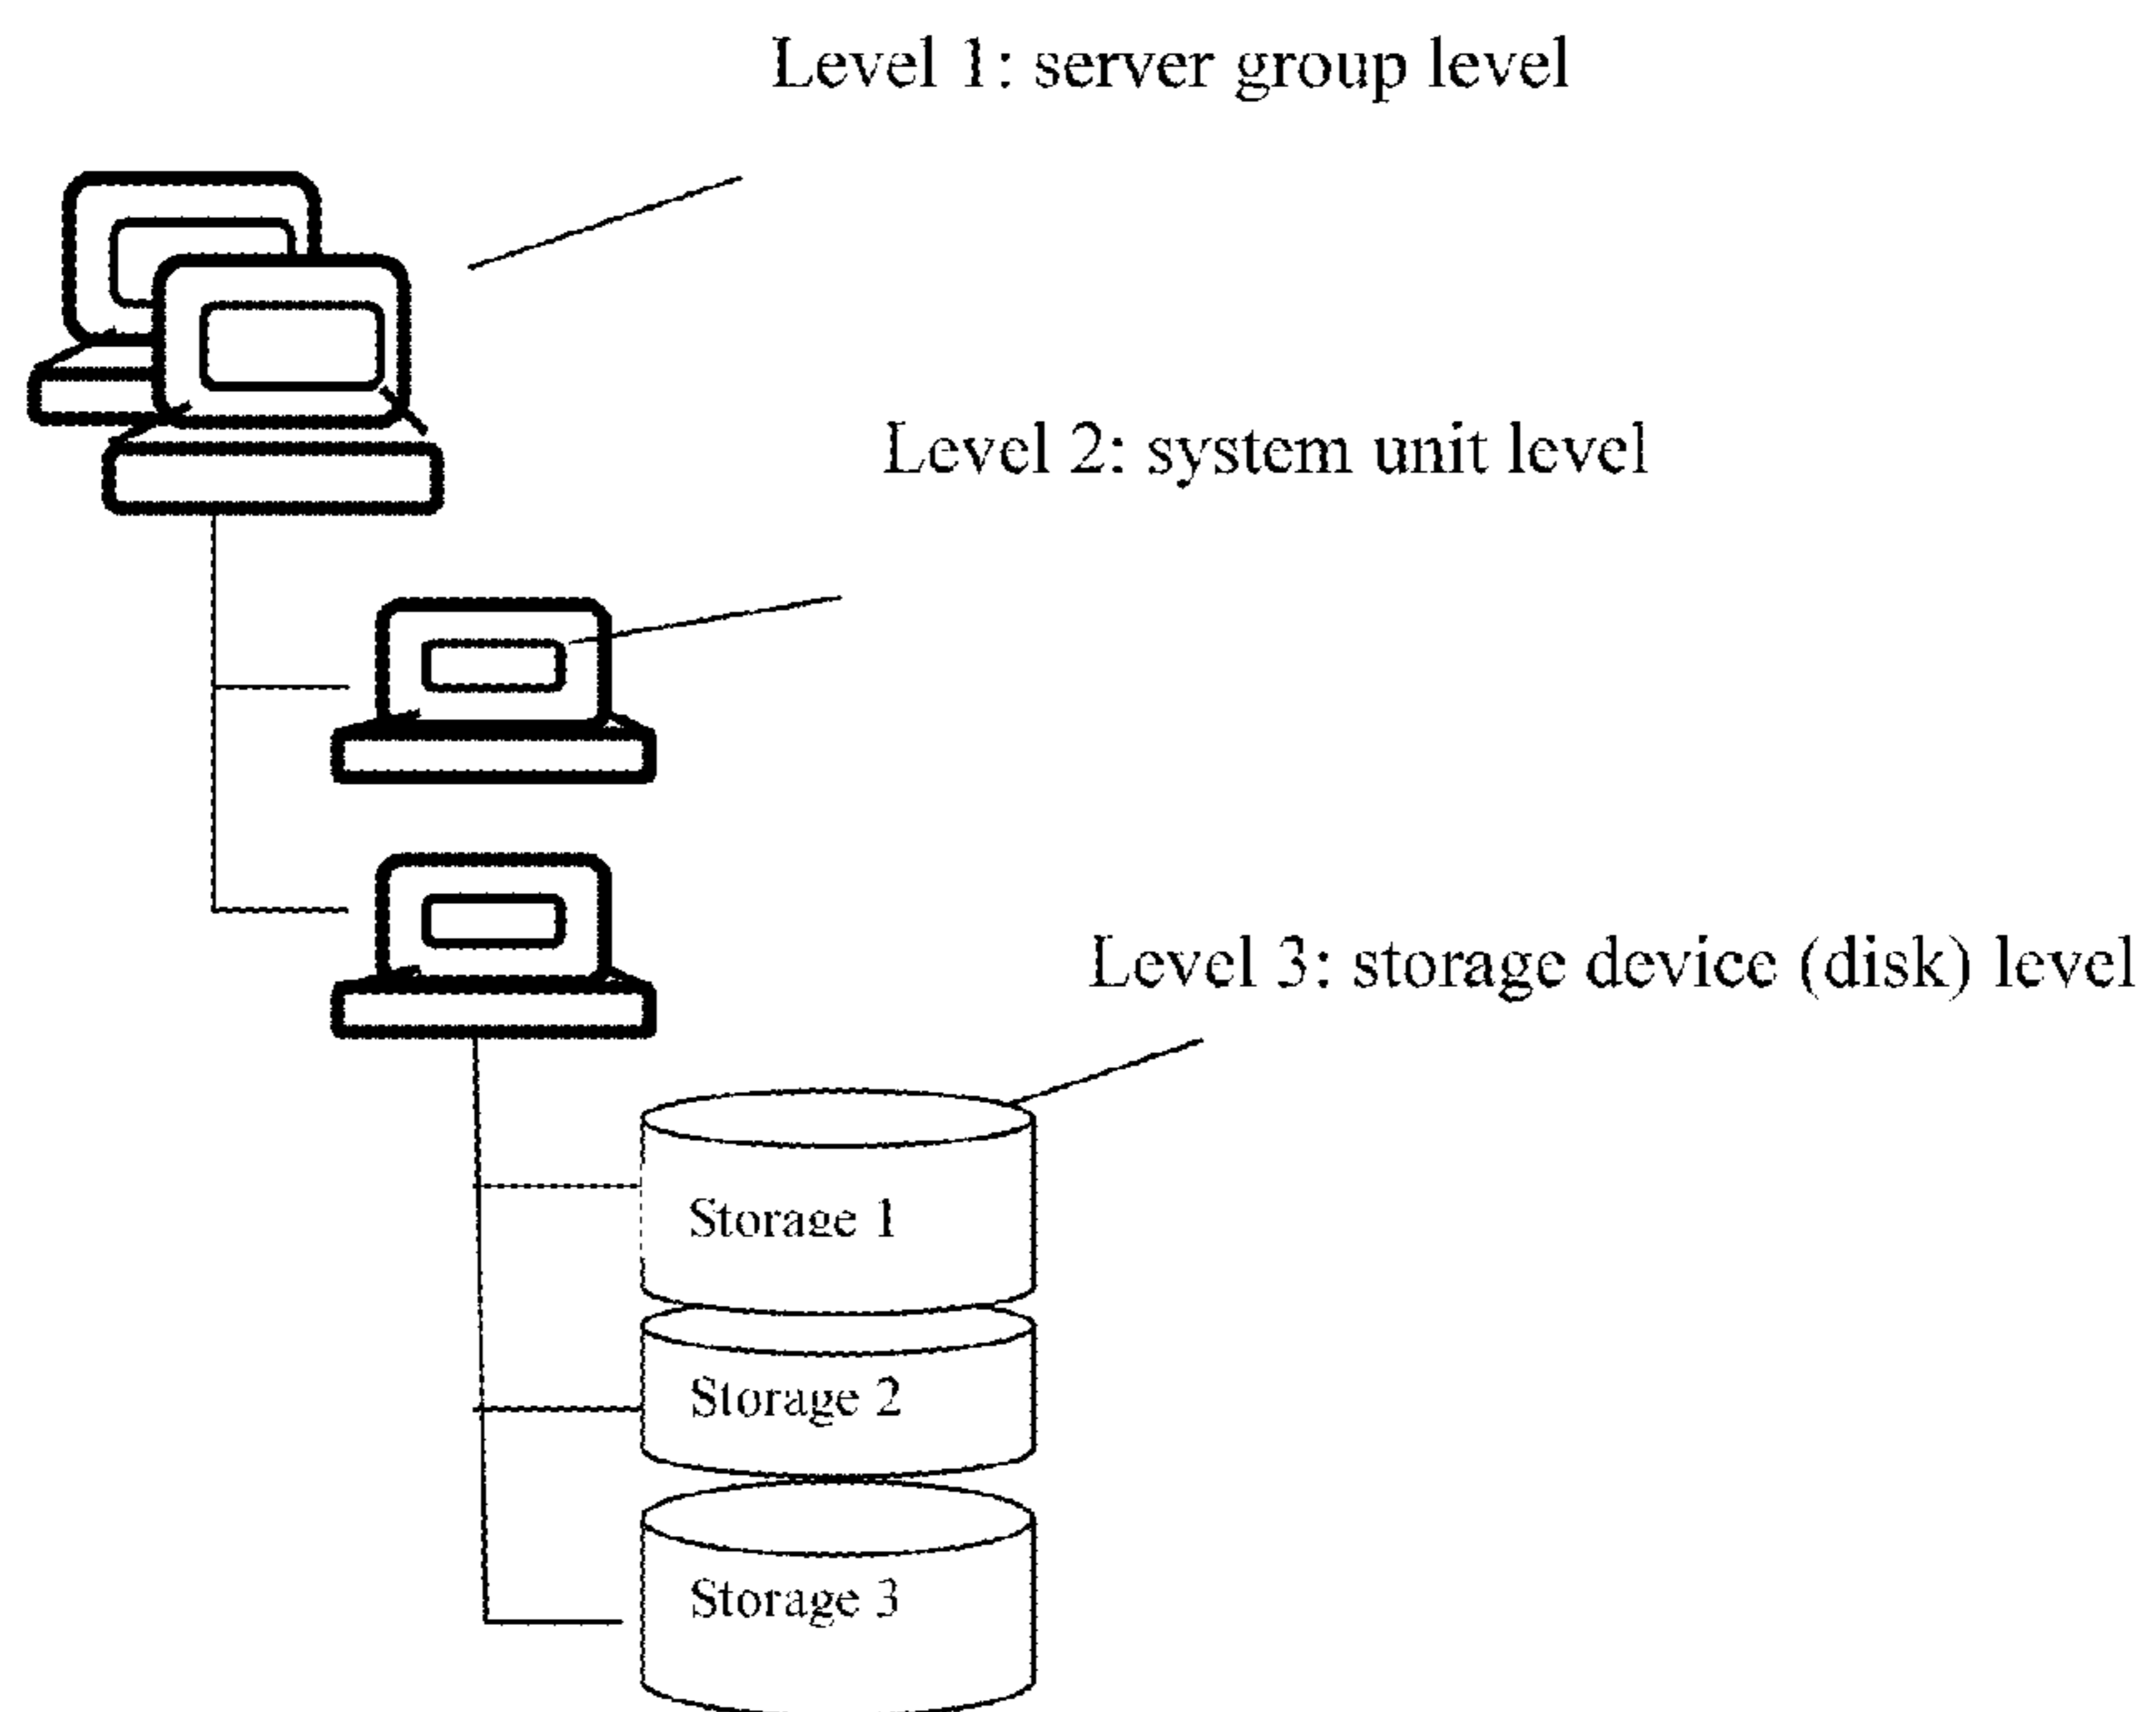 Level 1: server group level
Level 2: system unit level
Level 3: storage device (disk) level
Storage 1
Storage 2
Storage 3